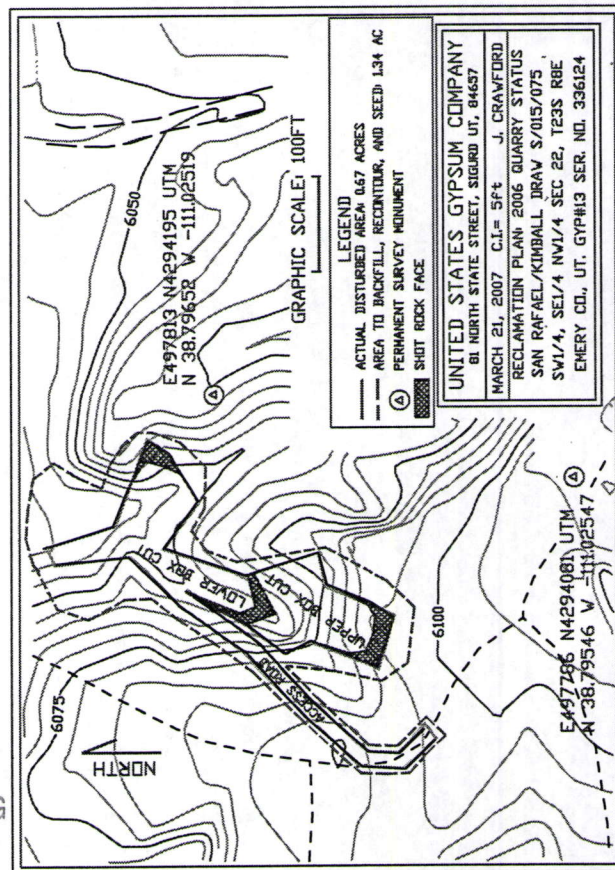 6050
E497813 N4294195 UTM
N 38.79652 W -111.02519
GRAPHIC SCALE: 100FT
6075
NORTH
LOWER BOX CUT
UPPER BOX CUT
ACCESS ROAD
6100
E497786 N4294081 UTM
N 38.79546 W -111.02547
LEGEND
ACTUAL DISTURBED AREA: 0.67 ACRES
AREA TO BACKFILL, RECONTOUR, AND SEED: 1.34 AC
PERMANENT SURVEY MONUMENT
SHOT ROCK FACE
UNITED STATES GYPSUM COMPANY
81 NORTH STATE STREET, SIGURD UT, 84657
MARCH 21, 2007 C.I.= 5ft J. CRAWFORD
RECLAMATION PLAN: 2006 QUARRY STATUS
SAN RAFAEL/KIMBALL DRAW S/015/075
SW1/4, SE1/4 NW1/4 SEC 22, T23S R8E
EMERY CO., UT. GYP#13 SER. NO. 336124